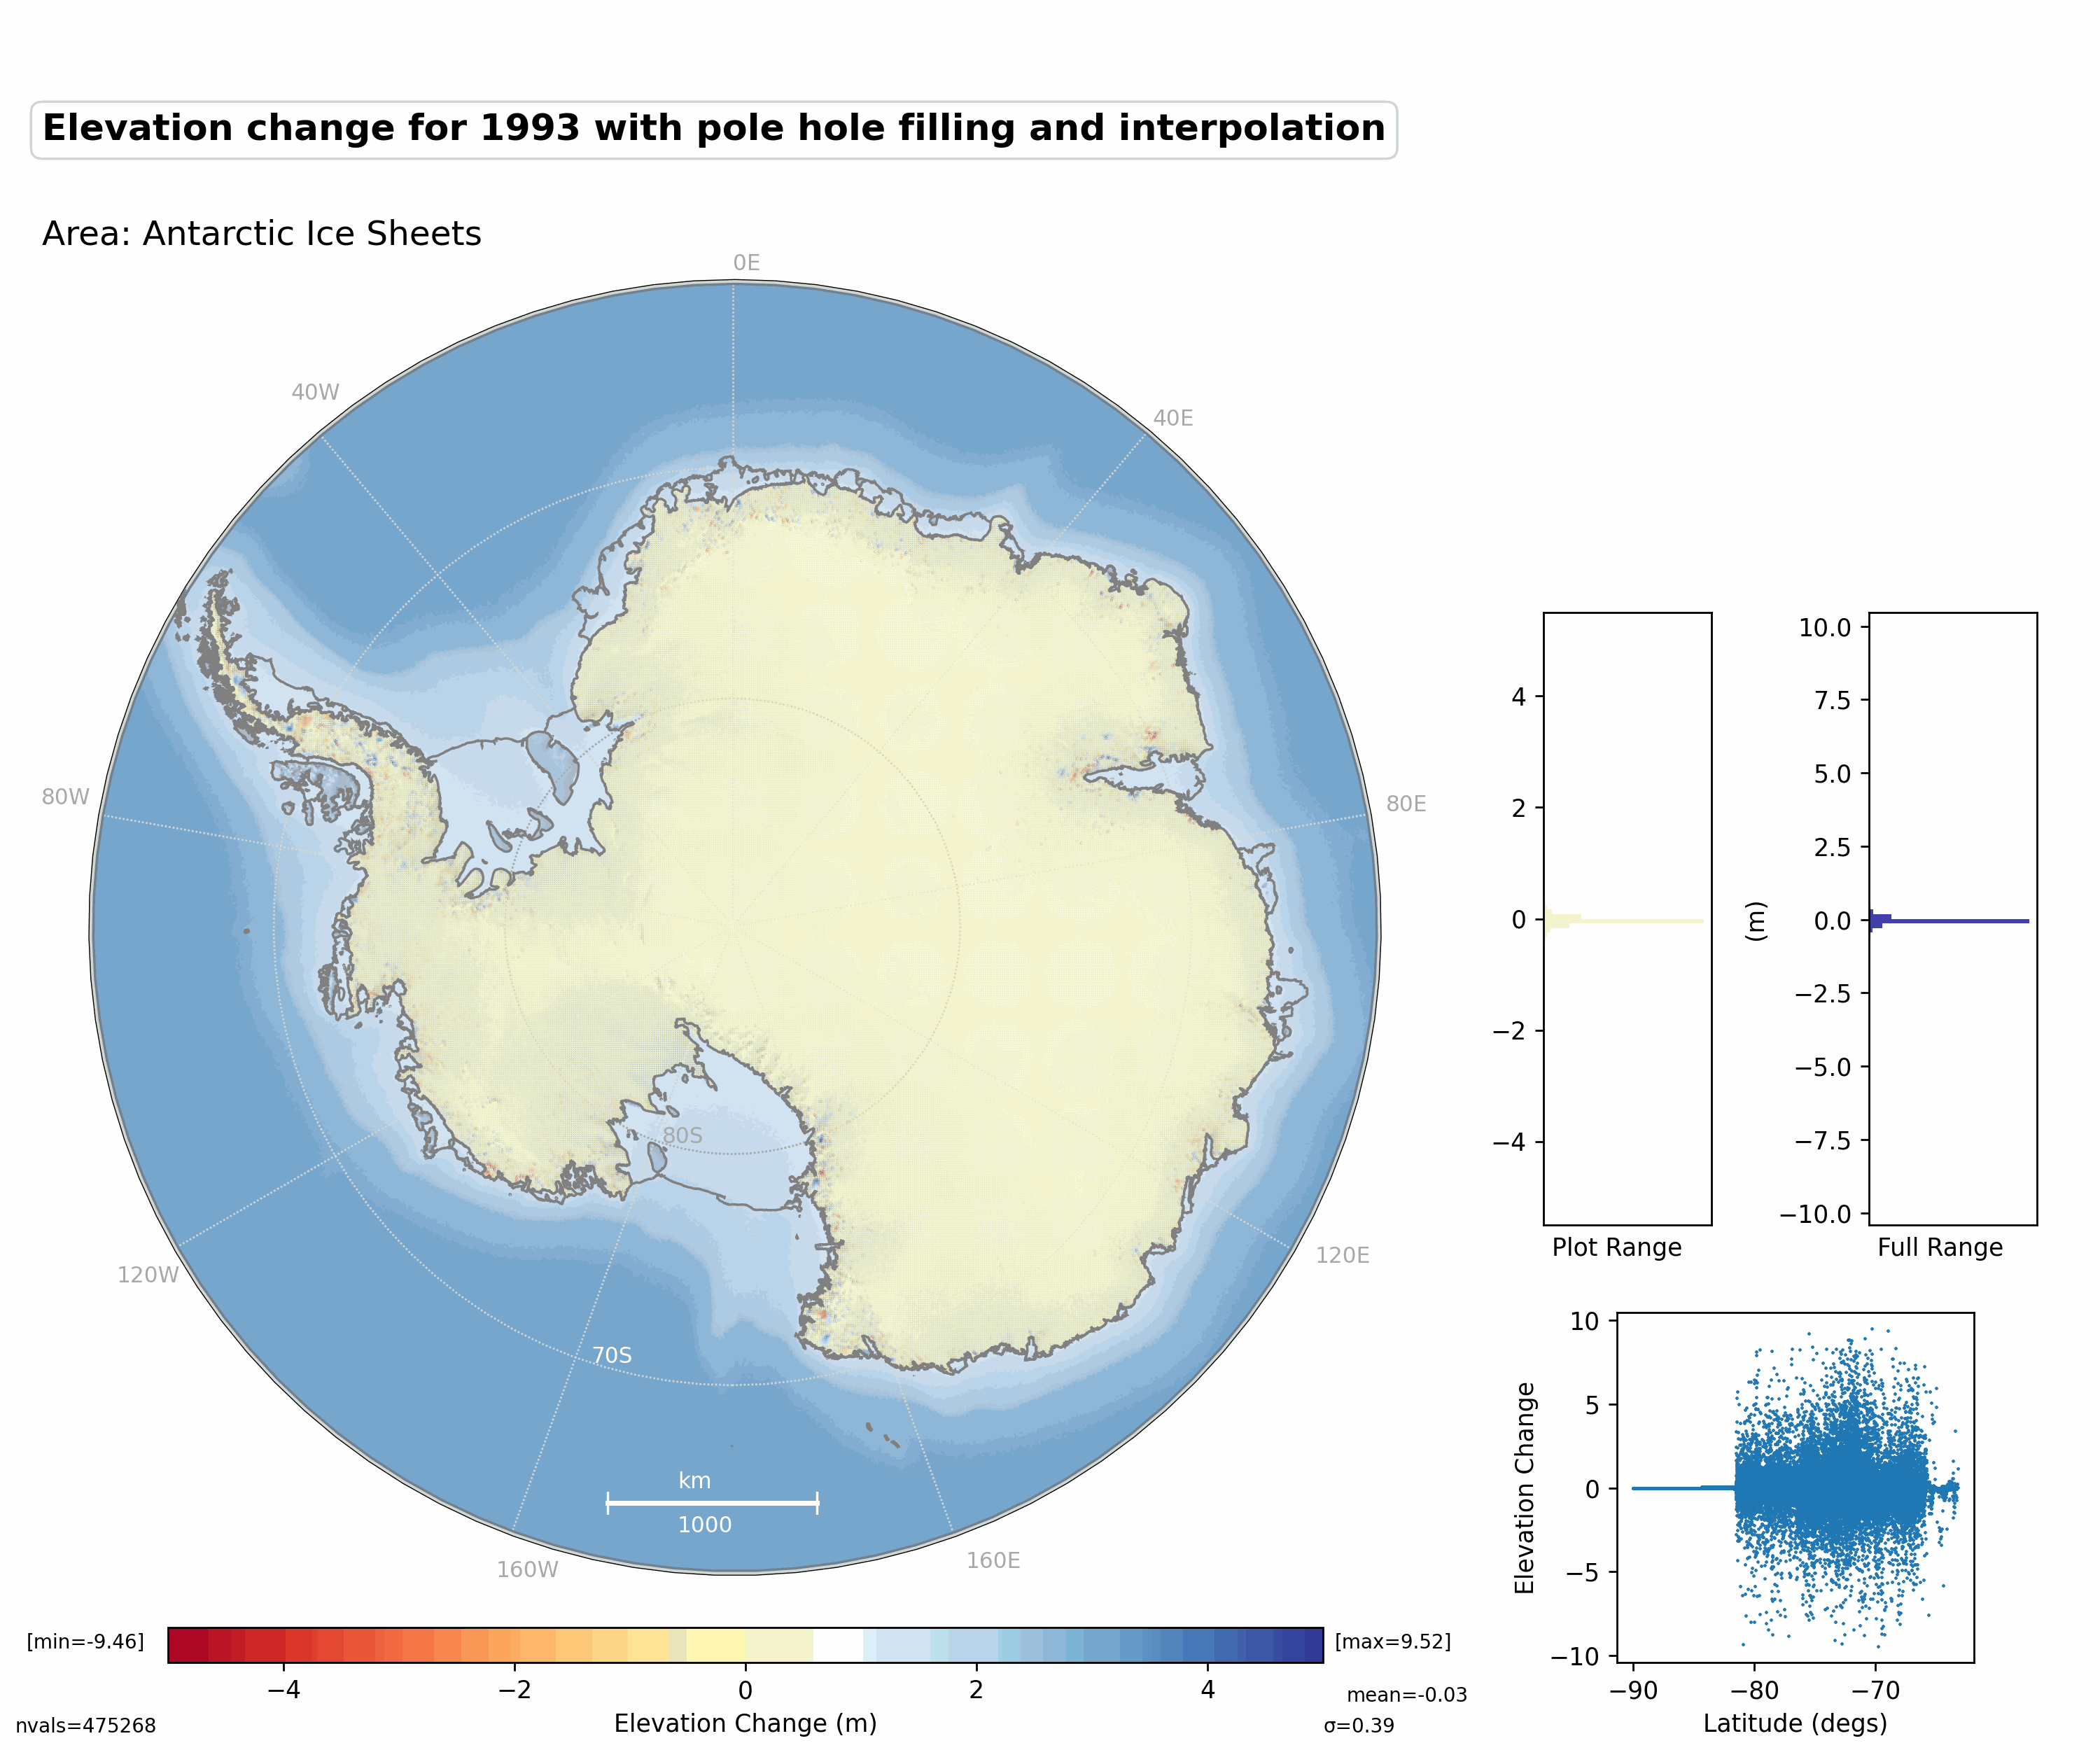 Elevation change for 1993 with pole hole filling and interpolation
Area: Antarctic Ice Sheets
0E
40W
40E
80W
80E
120W
120E
160W
160E
80S
70S
km
1000
4
2
0
−2
−4
Plot Range
(m)
10.0
7.5
5.0
2.5
0.0
−2.5
−5.0
−7.5
−10.0
Full Range
Elevation Change
10
5
0
−5
−10
−90 −80 −70
Latitude (degs)
[min=-9.46]
[max=9.52]
−4 −2 0 2 4
mean=-0.03
nvals=475268
Elevation Change (m)
σ=0.39